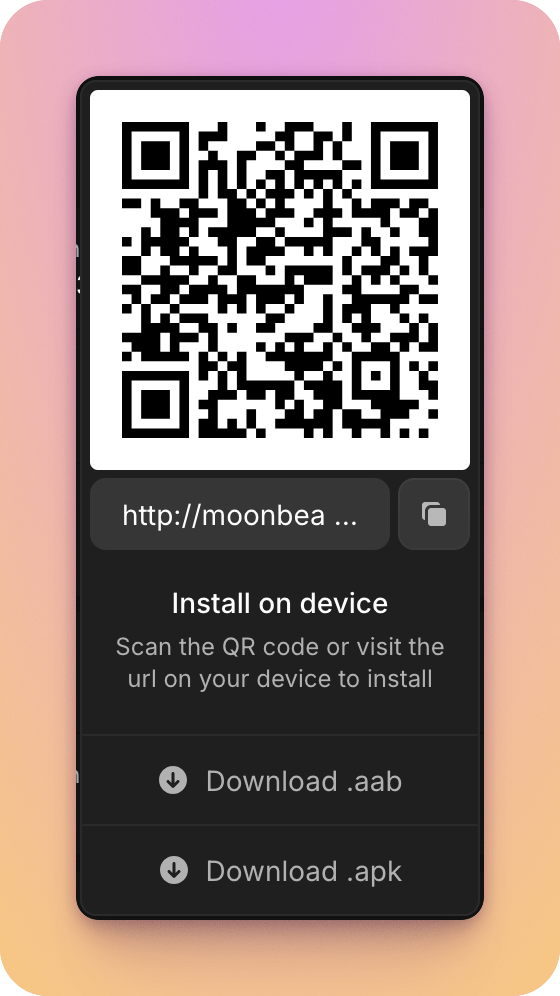 http://moonbea ...
Install on device
Scan the QR code or visit the
url on your device to install
Download .aab
Download .apk